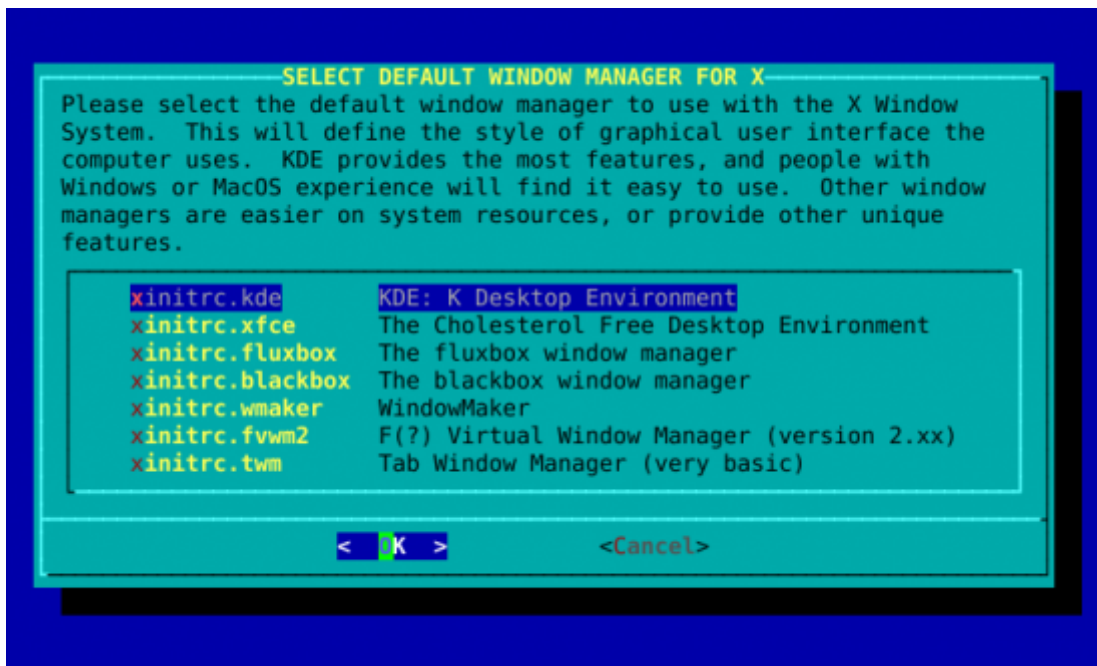 SELECT DEFAULT WINDOW MANAGER FOR X
Please select the default window manager to use with the X Window
System.  This will define the style of graphical user interface the
computer uses.  KDE provides the most features, and people with
Windows or MacOS experience will find it easy to use.  Other window
managers are easier on system resources, or provide other unique
features.
xinitrc.kde KDE: K Desktop Environment
xinitrc.xfce The Cholesterol Free Desktop Environment
xinitrc.fluxbox The fluxbox window manager
xinitrc.blackbox The blackbox window manager
xinitrc.wmaker WindowMaker
xinitrc.fvwm2 F(?) Virtual Window Manager (version 2.xx)
xinitrc.twm Tab Window Manager (very basic)
<  OK  > <Cancel>